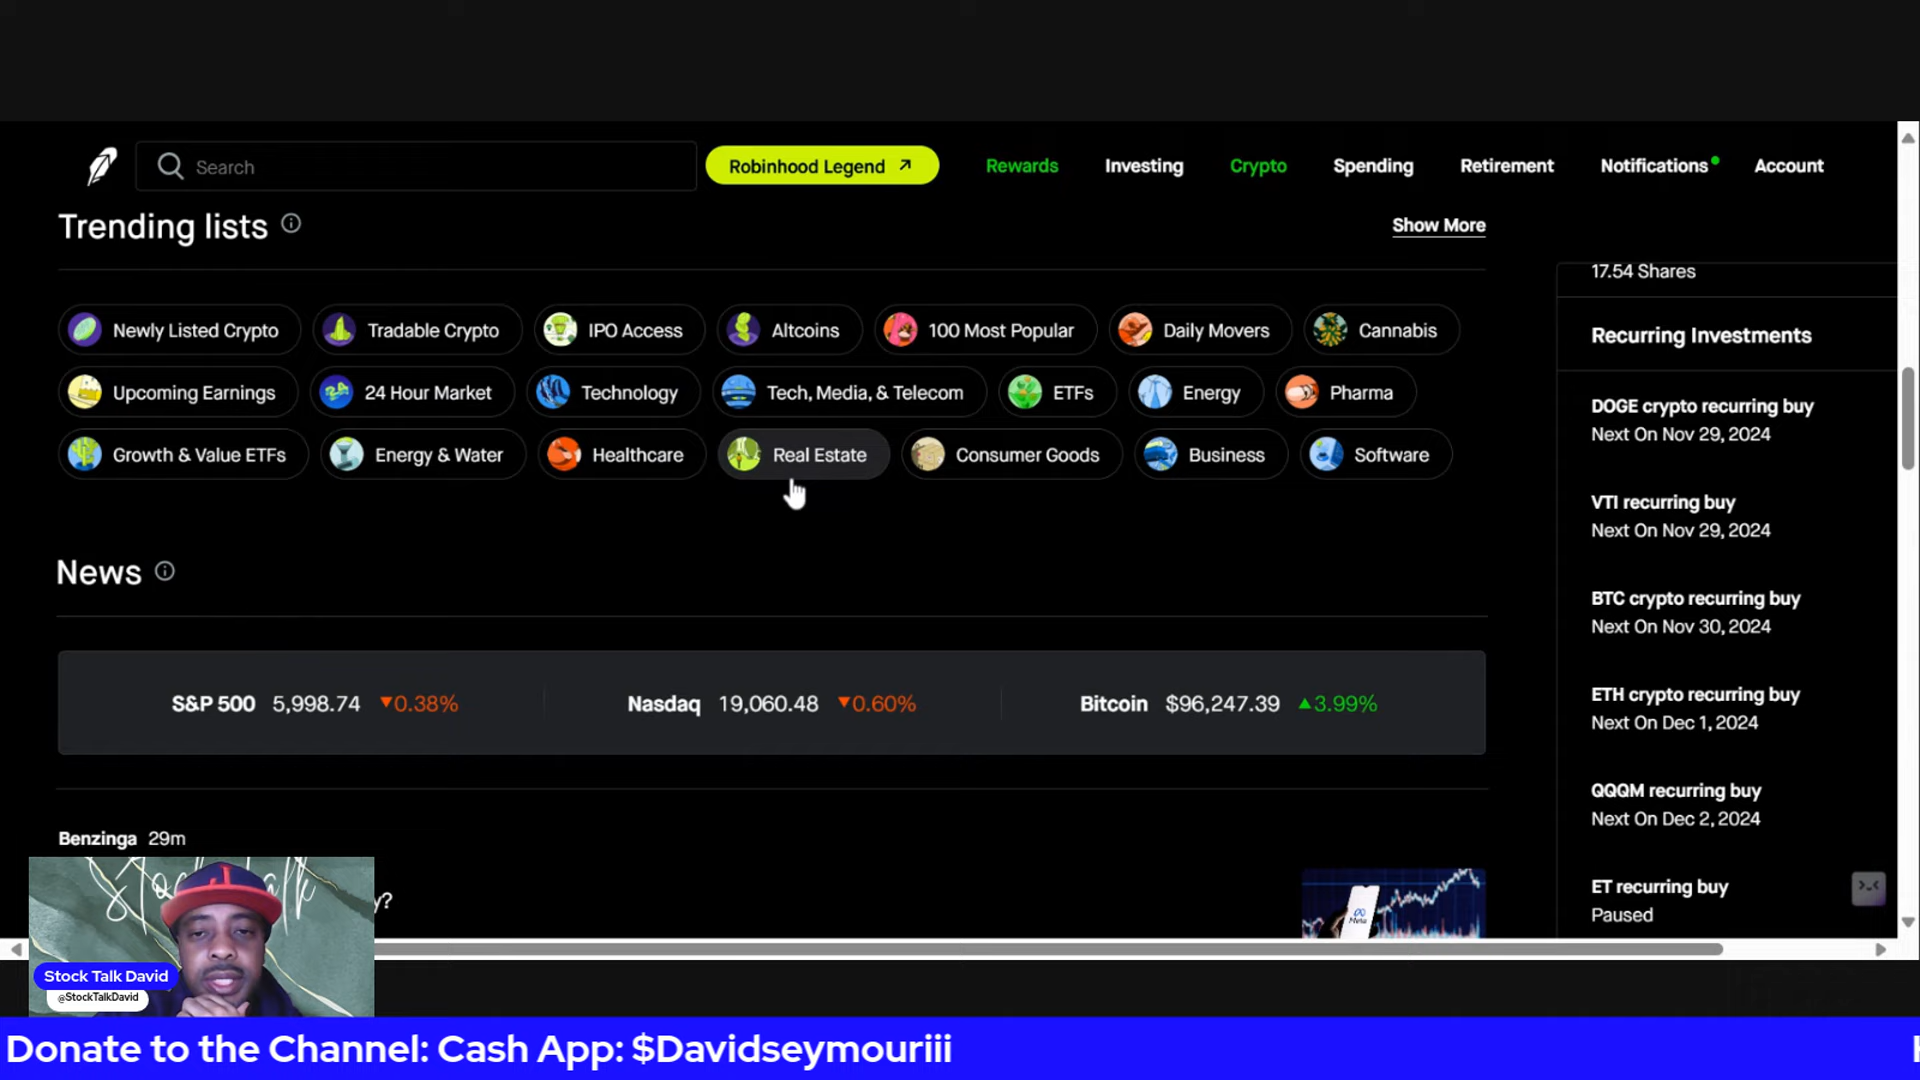 Search
Robinhood Legend
Rewards
Investing
Crypto
Spending
Retirement
Notifications
Account
Trending lists
Show More
Newly Listed Crypto
Tradable Crypto
IPO Access
Altcoins
100 Most Popular
Daily Movers
Cannabis
Upcoming Earnings
24 Hour Market
Technology
Tech, Media, & Telecom
ETFs
Energy
Pharma
Growth & Value ETFs
Energy & Water
Healthcare
Real Estate
Consumer Goods
Business
Software
News
S&P 500 5,998.74 ▼0.38%
Nasdaq 19,060.48 ▼0.60%
Bitcoin $96,247.39 ▲3.99%
Benzinga 29m
y?
Meta
17.54 Shares
Recurring Investments
DOGE crypto recurring buy
Next On Nov 29, 2024
VTI recurring buy
Next On Nov 29, 2024
BTC crypto recurring buy
Next On Nov 30, 2024
ETH crypto recurring buy
Next On Dec 1, 2024
QQQM recurring buy
Next On Dec 2, 2024
ET recurring buy
Paused
Stock Talk David
@StockTalkDavid
Donate to the Channel: Cash App: $Davidseymouriii